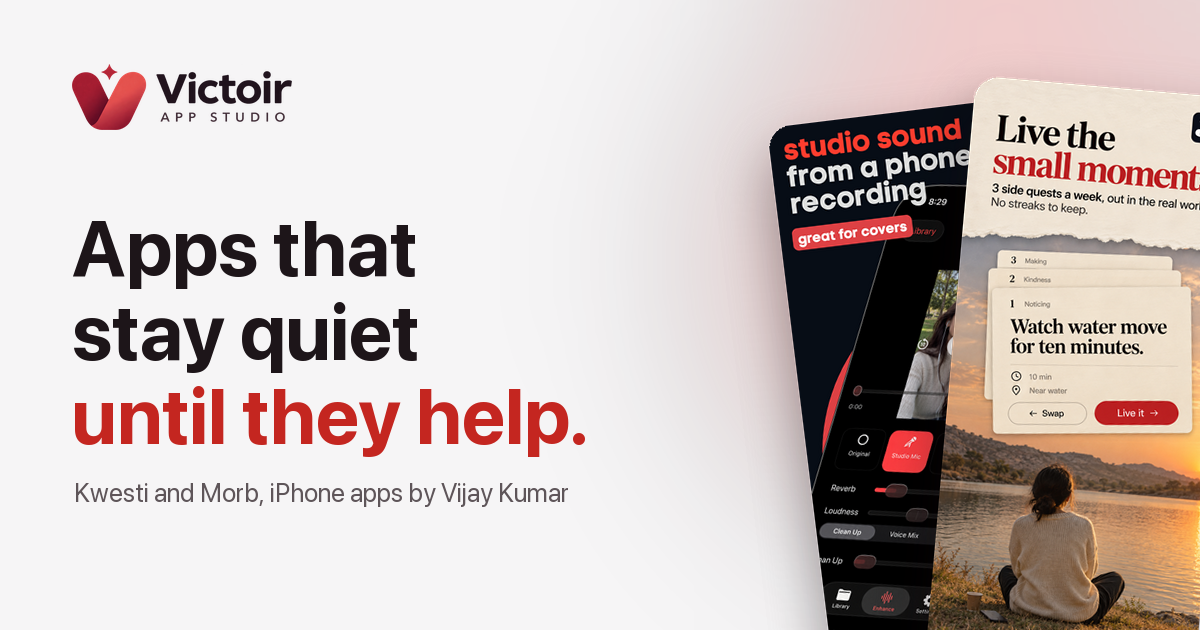 Victoir
APP STUDIO
Apps that
stay quiet
until they help.
Kwesti and Morb, iPhone apps by Vijay Kumar
studio sound
from a phone
recording
great for covers
8:29
0:00
Original
Studio Mic
Reverb
Loudness
Clean Up
Voice Mix
Library
Enhance
Live the
small moment
3 side quests a week, out in the real
No streaks to keep.
3 Making
2 Kindness
1 Noticing
Watch water move
for ten minutes.
10 min
Near water
← Swap
Live it →